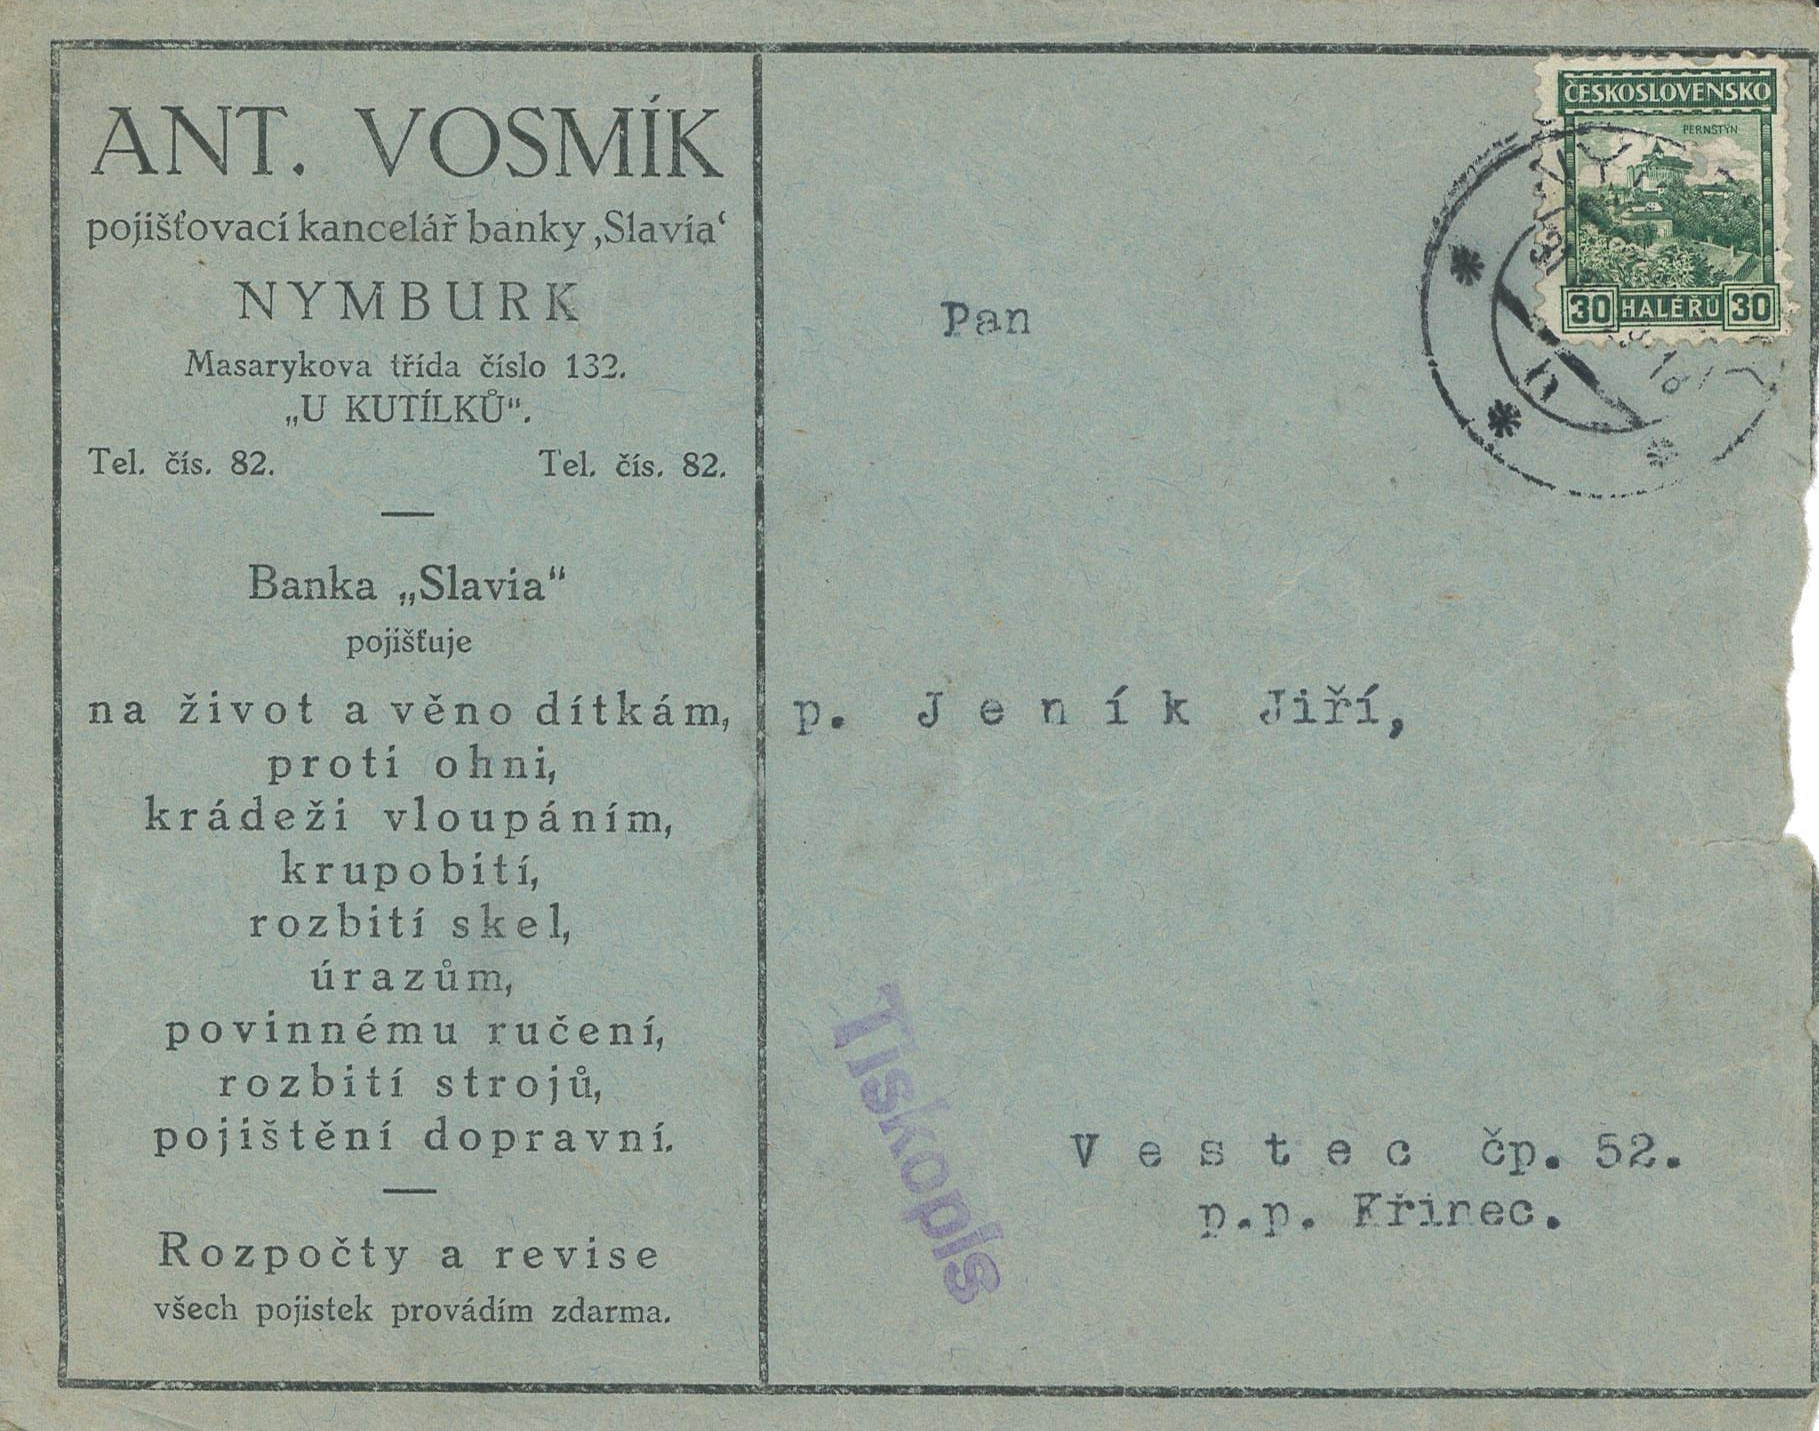 ANT. VOSMÍK
pojišťovací kancelář banky ‚Slavia‘
NYMBURK
Masarykova třída číslo 132.
„U KUTÍLKŮ“.
Tel. čís. 82. Tel. čís. 82.
Banka „Slavia“
pojišťuje
na život a věno dítkám,
proti ohni,
krádeži vloupáním,
krupobití,
rozbití skel,
úrazům,
povinnému ručení,
rozbití strojů,
pojištění dopravní.
Rozpočty a revise
všech pojistek provádím zdarma.
ČESKOSLOVENSKO
PERNŠTÝN
30 HALÉŘŮ 30
Pan
p. Jeník Jiří,
Tiskopis
Vestec čp. 52.
p.p. Křinec.